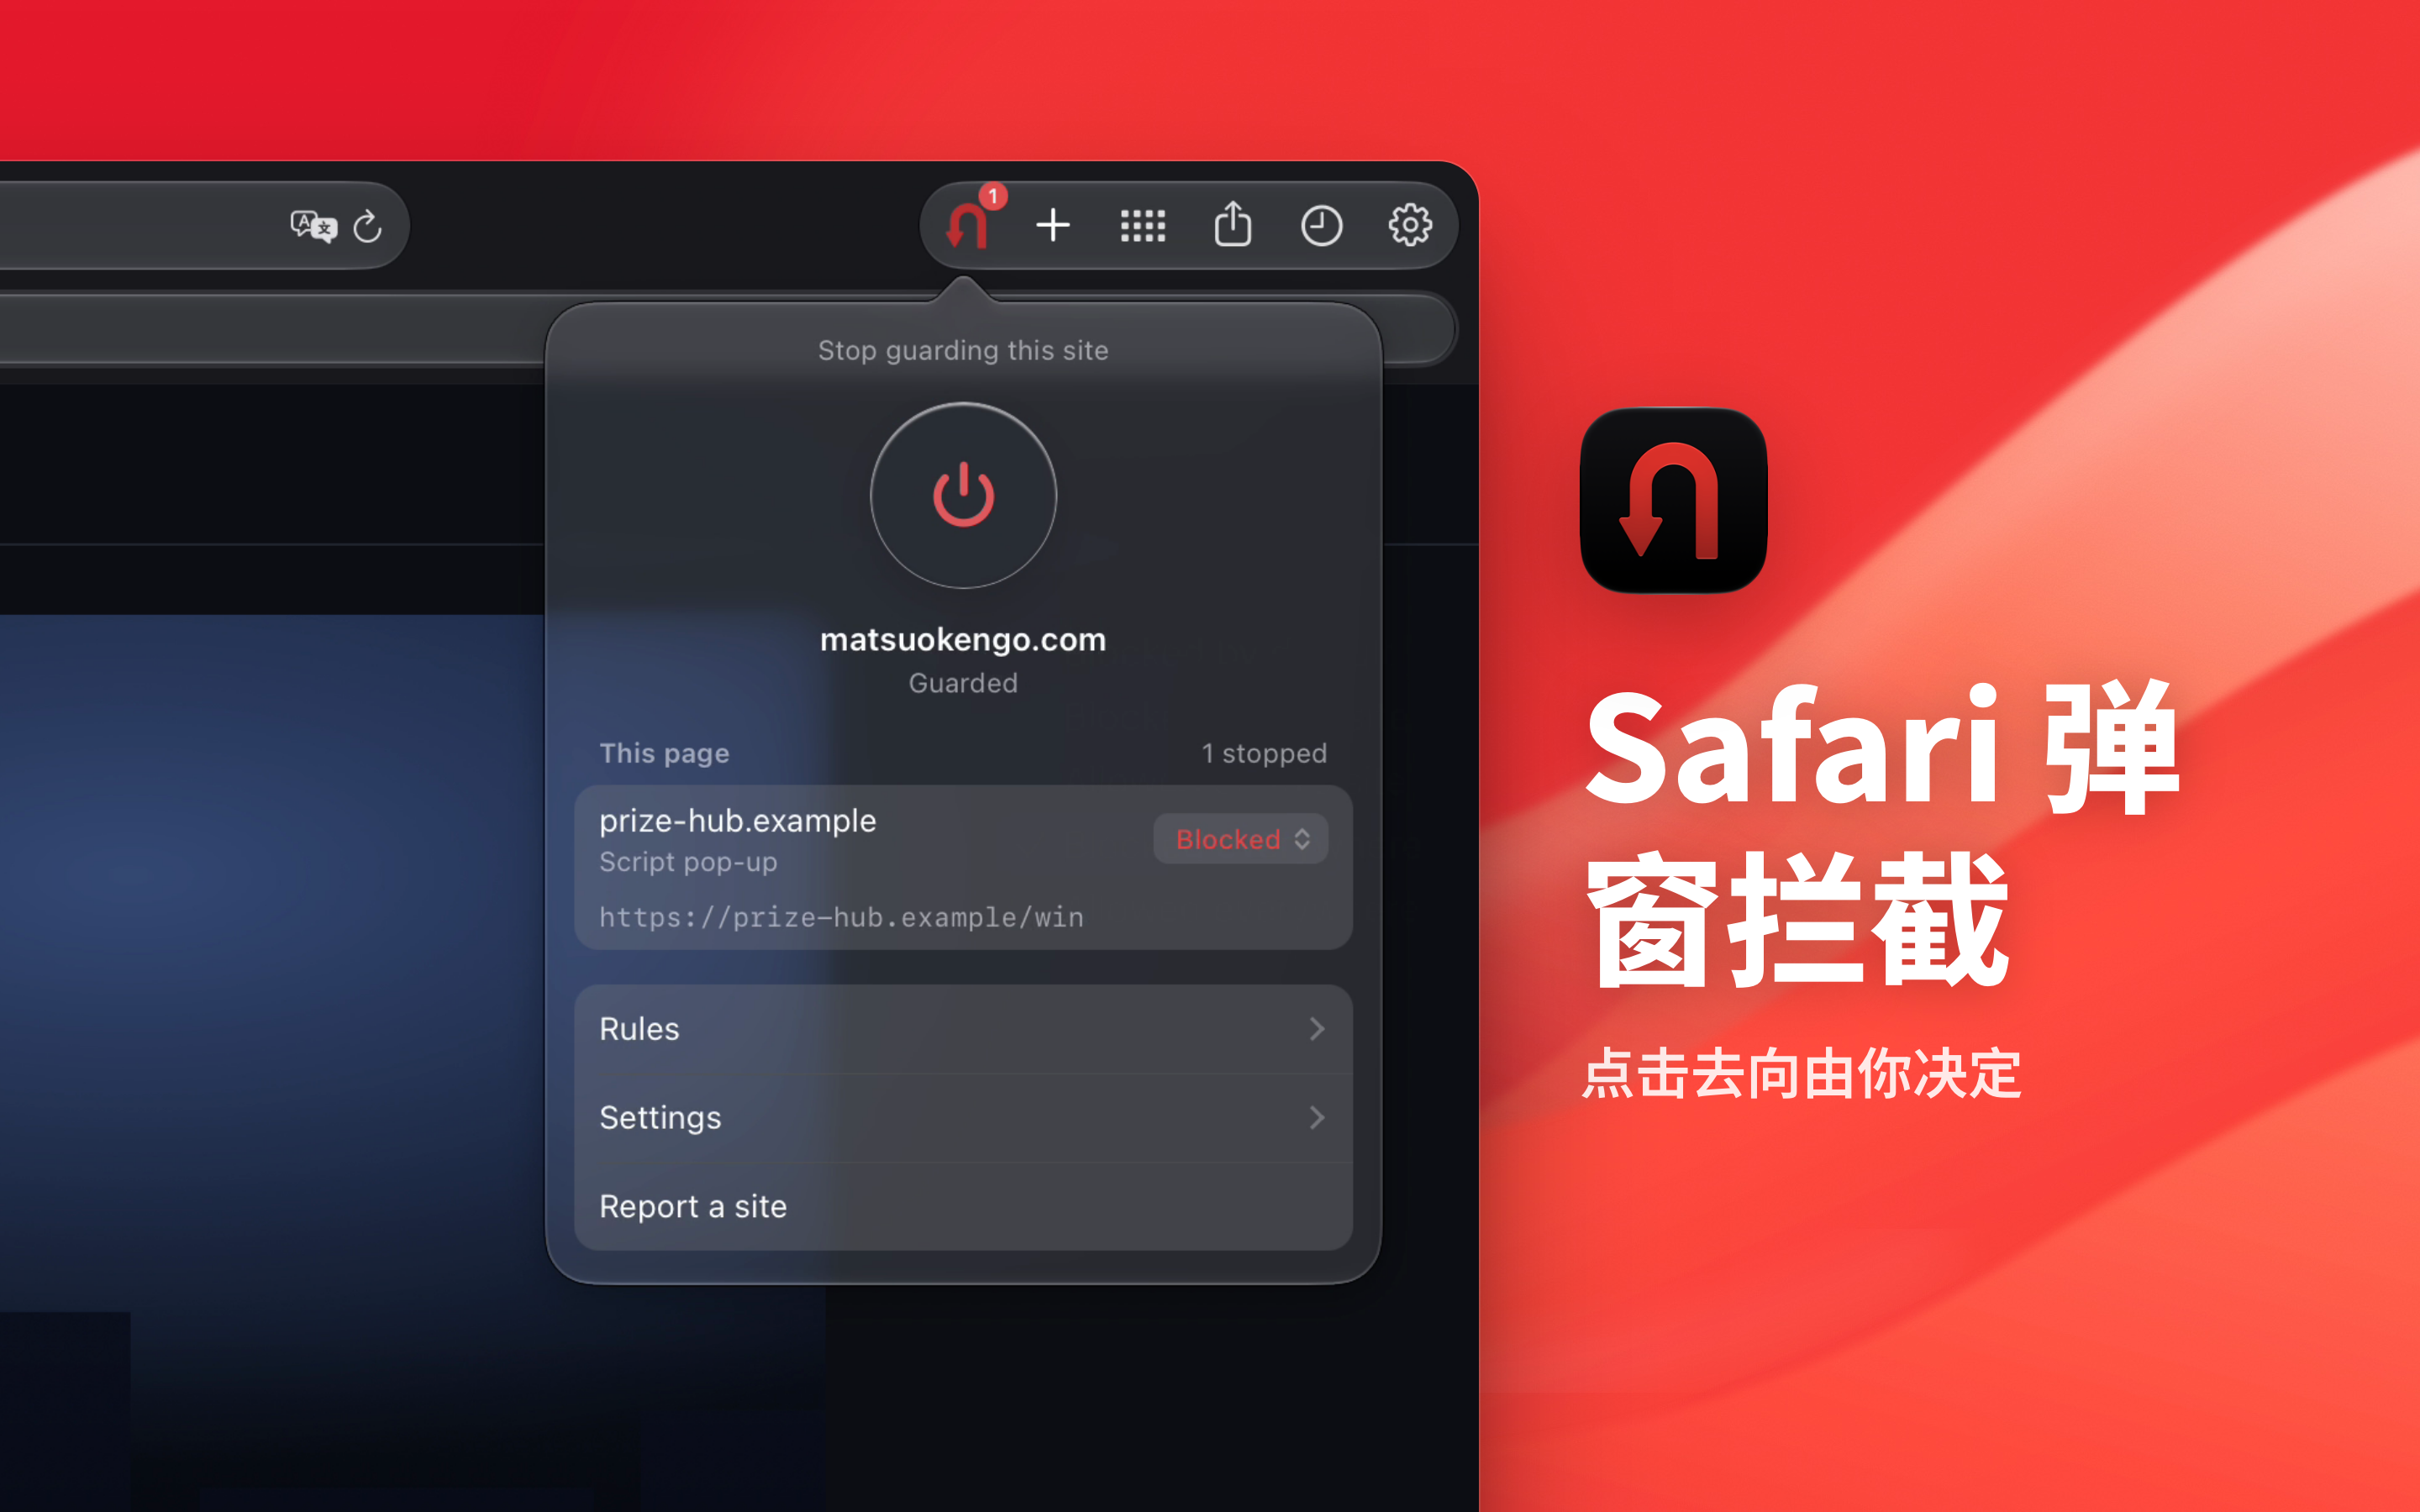 1
Stop guarding this site
matsuokengo.com
Guarded
This page
1 stopped
prize-hub.example
Script pop-up
Blocked
https://prize-hub.example/win
Rules
Settings
Report a site
Safari 弹
窗拦截
点击去向由你决定